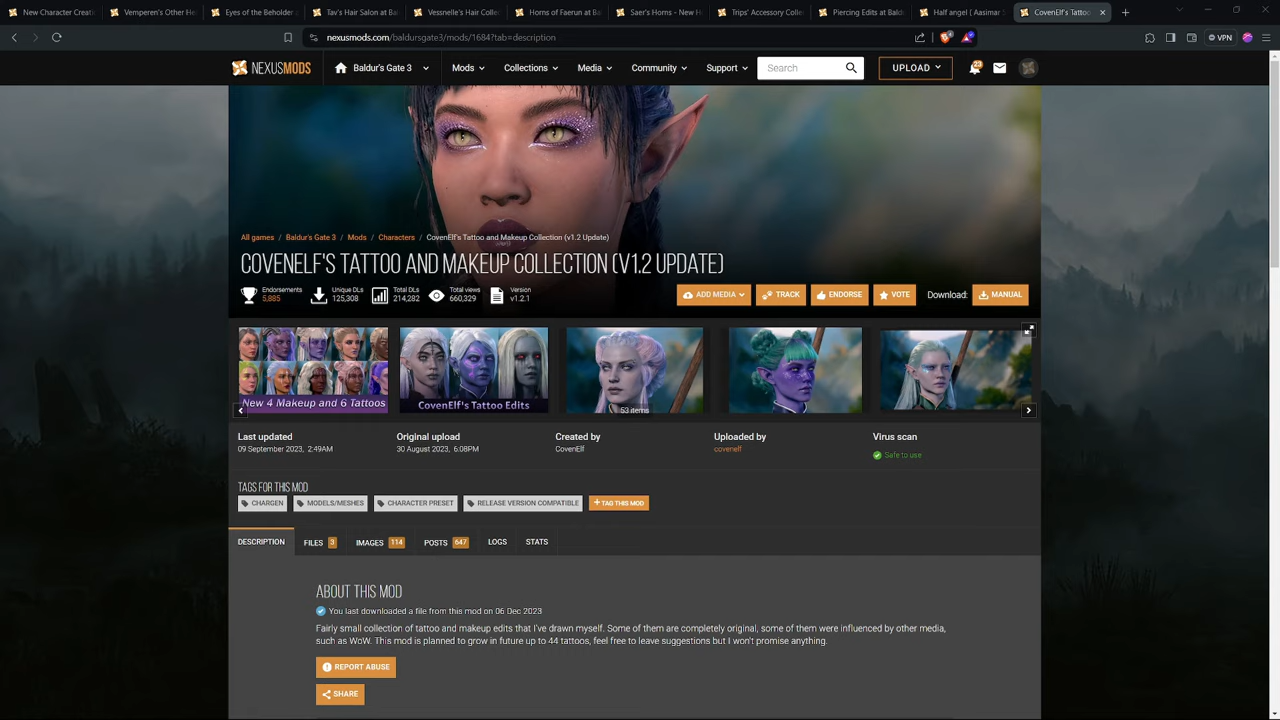 New Character Creati
Vemperen's Other He
Eyes of the Beholder
Tav's Hair Salon at Ba
Vessnelle's Hair Collec
Horns of Faerun at Ba
Saer's Horns - New H
Trips' Accessory Colle
Piercing Edits at Baldu
Half angel ( Aasimar
CovenElf's Tattoo
nexusmods.com/baldursgate3/mods/1684?tab=description
VPN
NEXUSMODS
Baldur's Gate 3
Mods
Collections
Media
Community
Support
Search
UPLOAD
All games / Baldur's Gate 3 / Mods / Characters / CovenElf's Tattoo and Makeup Collection (v1.2 Update)
COVENELF'S TATTOO AND MAKEUP COLLECTION (V1.2 UPDATE)
Endorsements
5,885
Unique DLs
125,308
Total DLs
214,282
Total views
660,329
Version
v1.2.1
ADD MEDIA
TRACK
ENDORSE
VOTE
Download:
MANUAL
New 4 Makeup and 6 Tattoos
CovenElf's Tattoo Edits
53 items
Last updated
09 September 2023, 2:49AM
Original upload
30 August 2023, 6:08PM
Created by
CovenElf
Uploaded by
covenelf
Virus scan
Safe to use
TAGS FOR THIS MOD
CHARGEN
MODELS/MESHES
CHARACTER PRESET
RELEASE VERSION COMPATIBLE
+ TAG THIS MOD
DESCRIPTION
FILES 3
IMAGES 114
POSTS 647
LOGS
STATS
ABOUT THIS MOD
You last downloaded a file from this mod on 06 Dec 2023
Fairly small collection of tattoo and makeup edits that I've drawn myself. Some of them are completely original, some of them were influenced by other media,
such as WoW. This mod is planned to grow in future up to 44 tattoos, feel free to leave suggestions but I won't promise anything.
REPORT ABUSE
SHARE